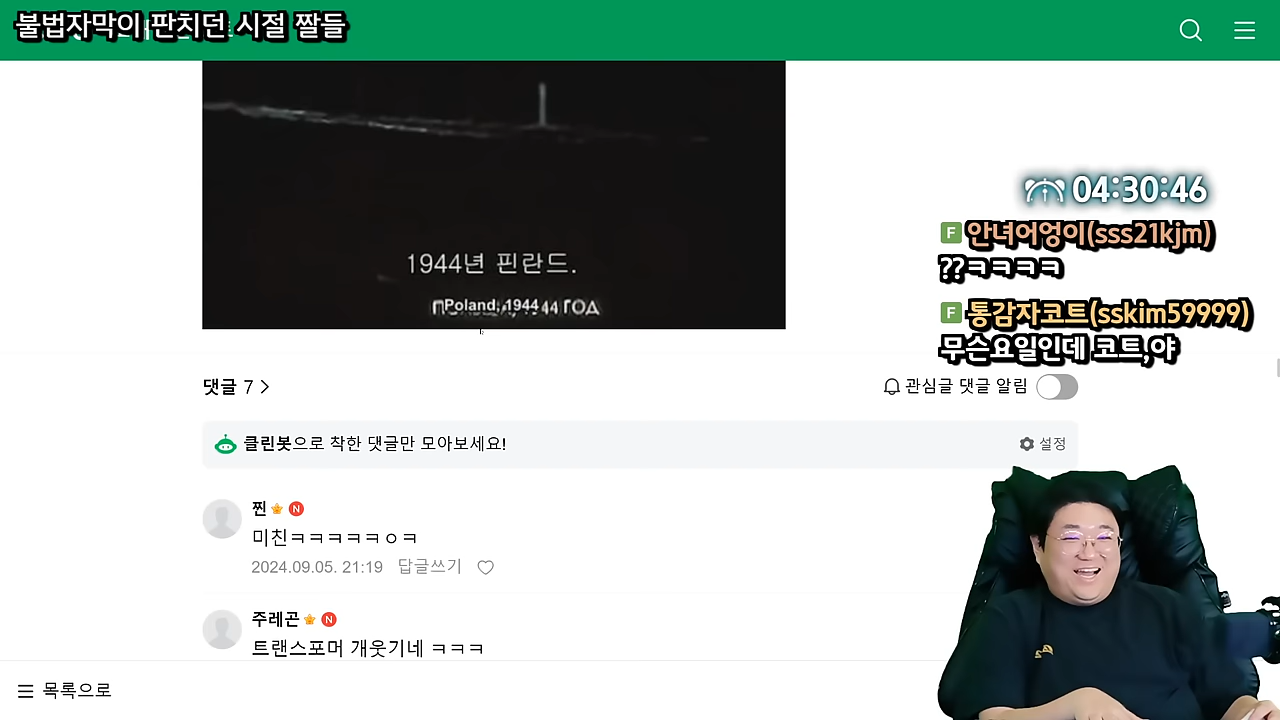 불법자막이 판치던 시절 짤들
04:30:46
F 안녀어엉이(sss21kjm)
??ㅋㅋㅋㅋ
F 통감자코트(sskim59999)
무슨요일인데 코트,야
1944년 핀란드.
Poland, 1944
44 ГОД
댓글 7
관심글 댓글 알림
클린봇으로 착한 댓글만 모아보세요!
설정
찐 N
미친ㅋㅋㅋㅋㅋㅇㅋ
2024.09.05. 21:19 답글쓰기
주레곤 N
트랜스포머 개웃기네 ㅋㅋㅋ
목록으로